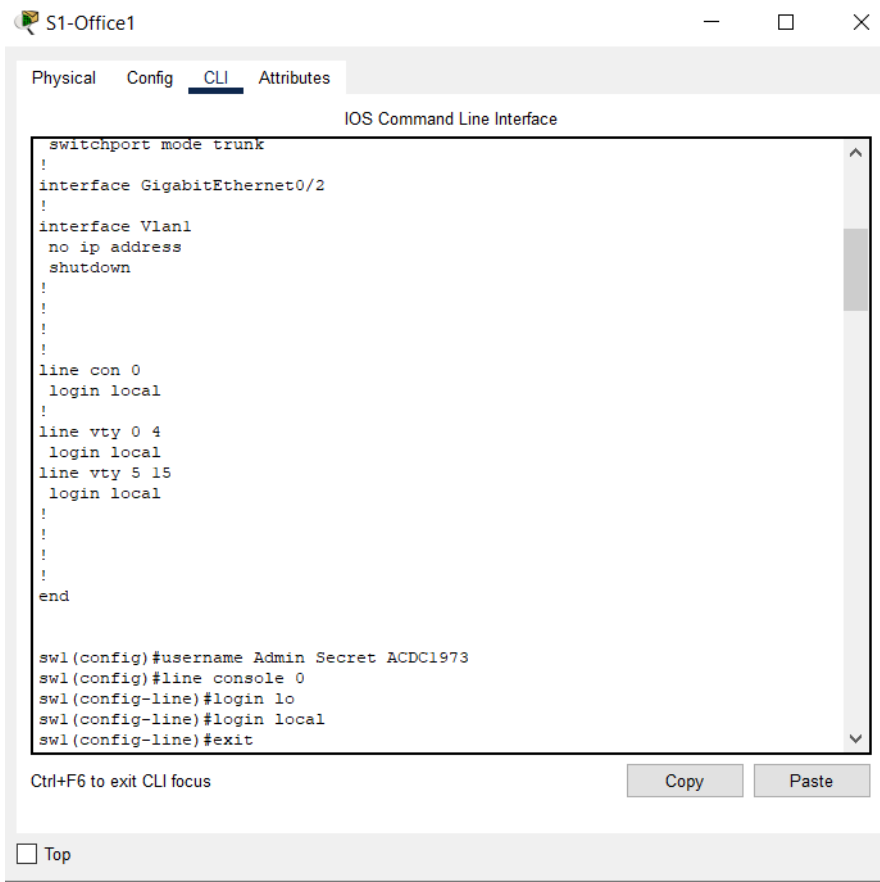 S1-Office1
Physical Config CLI Attributes
IOS Command Line Interface
switchport mode trunk
!
interface GigabitEthernet0/2
!
interface Vlan1
no ip address
shutdown
!
!
!
!
line con 0
login local
!
line vty 0 4
login local
line vty 5 15
login local
!
!
!
!
end
sw1(config)#username Admin Secret ACDC1973
sw1(config)#line console 0
sw1(config-line)#login lo
sw1(config-line)#login local
sw1(config-line)#exit
Ctrl+F6 to exit CLI focus
Copy Paste
Top